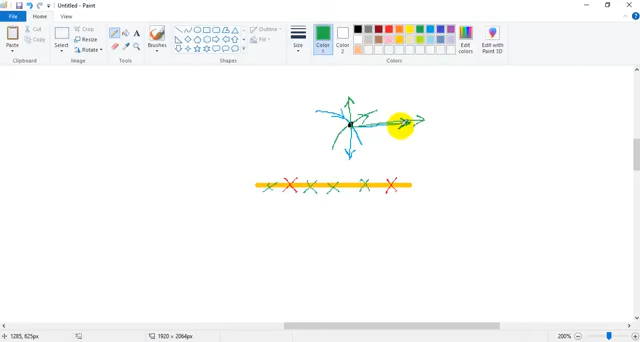 Untitled - Paint
File Home View
Paste
Cut
Copy
Clipboard
Select
Crop
Resize
Rotate
Image
A
Tools
Brushes
Outline
Fill
Shapes
Size
Color 1
Color 2
Colors
Edit colors
Edit with Paint 3D
1285, 625px
1920 × 2064px
200%